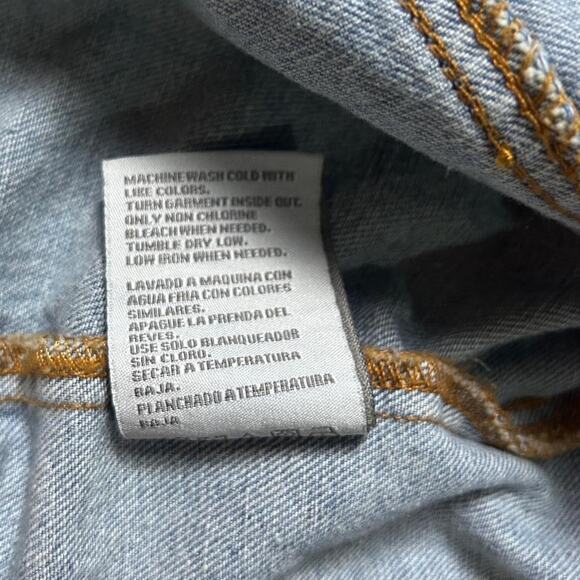 MACHINE WASH COLD WITH
LIKE COLORS.
TURN GARMENT INSIDE OUT.
ONLY NON CHLORINE
BLEACH WHEN NEEDED.
TUMBLE DRY LOW.
LOW IRON WHEN NEEDED.
LAVADO A MAQUINA CON
AGUA FRIA CON COLORES
SIMILARES.
APAGUE LA PRENDA DEL
REVES.
USE SOLO BLANQUEADOR
SIN CLORO.
SECAR A TEMPERATURA
BAJA.
PLANCHADO A TEMPERATURA
BAJA